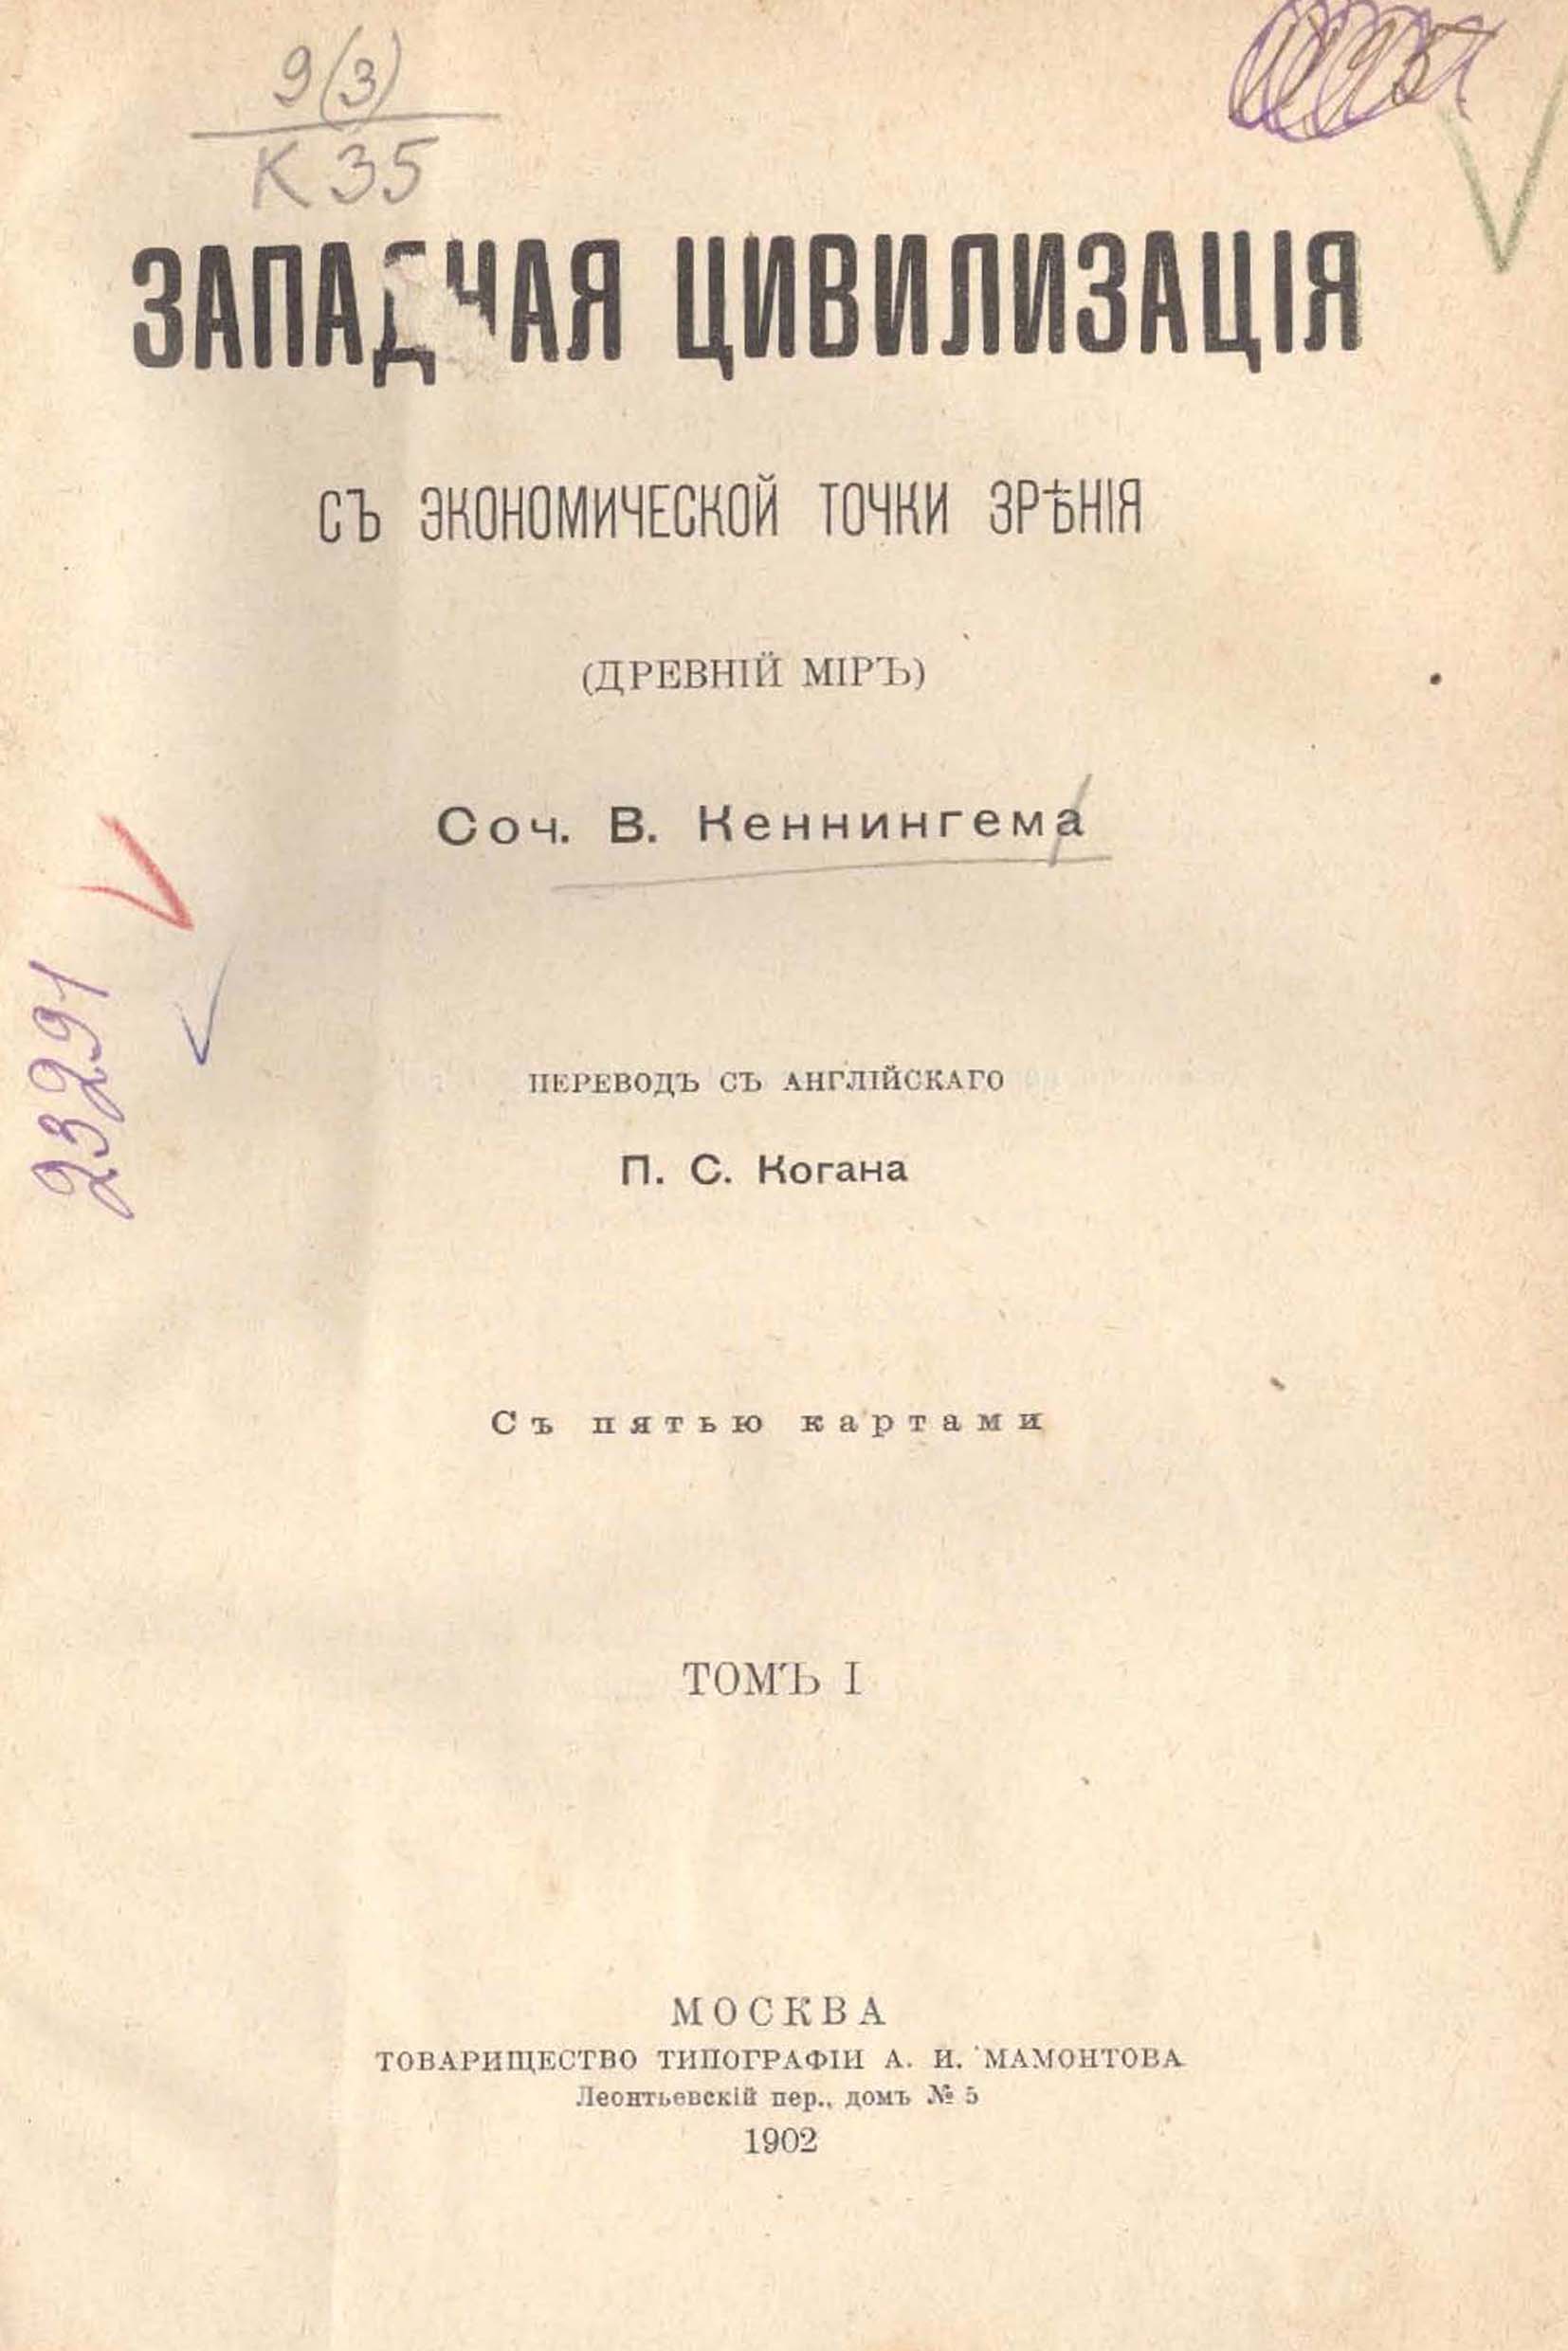 9(3)
К 35
ЗАПАДНАЯ ЦИВИЛИЗАЦІЯ
СЪ ЭКОНОМИЧЕСКОЙ ТОЧКИ ЗРѢНІЯ
(ДРЕВНІЙ МІРЪ)
Соч. В. Кеннингема
23291
ПЕРЕВОДЪ СЪ АНГЛІЙСКАГО
П. С. Когана
Съ пятью картами
ТОМЪ I
МОСКВА
ТОВАРИЩЕСТВО ТИПОГРАФІИ А. И. МАМОНТОВА
Леонтьевскій пер., домъ № 5
1902